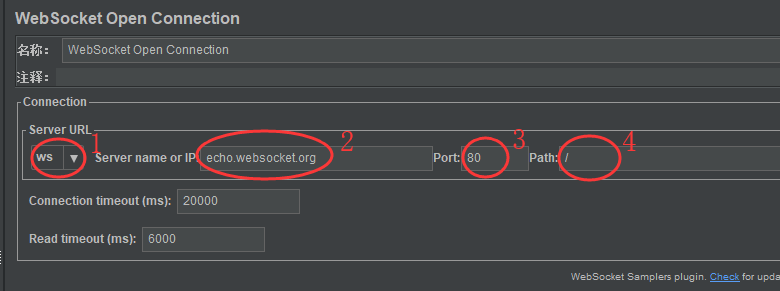 WebSocket Open Connection
名称： WebSocket Open Connection
注释：
Connection
Server URL
1 2 3 4
ws Server name or IP: echo.websocket.org Port: 80 Path: /
Connection timeout (ms): 20000
Read timeout (ms): 6000
WebSocket Samplers plugin. Check for upda